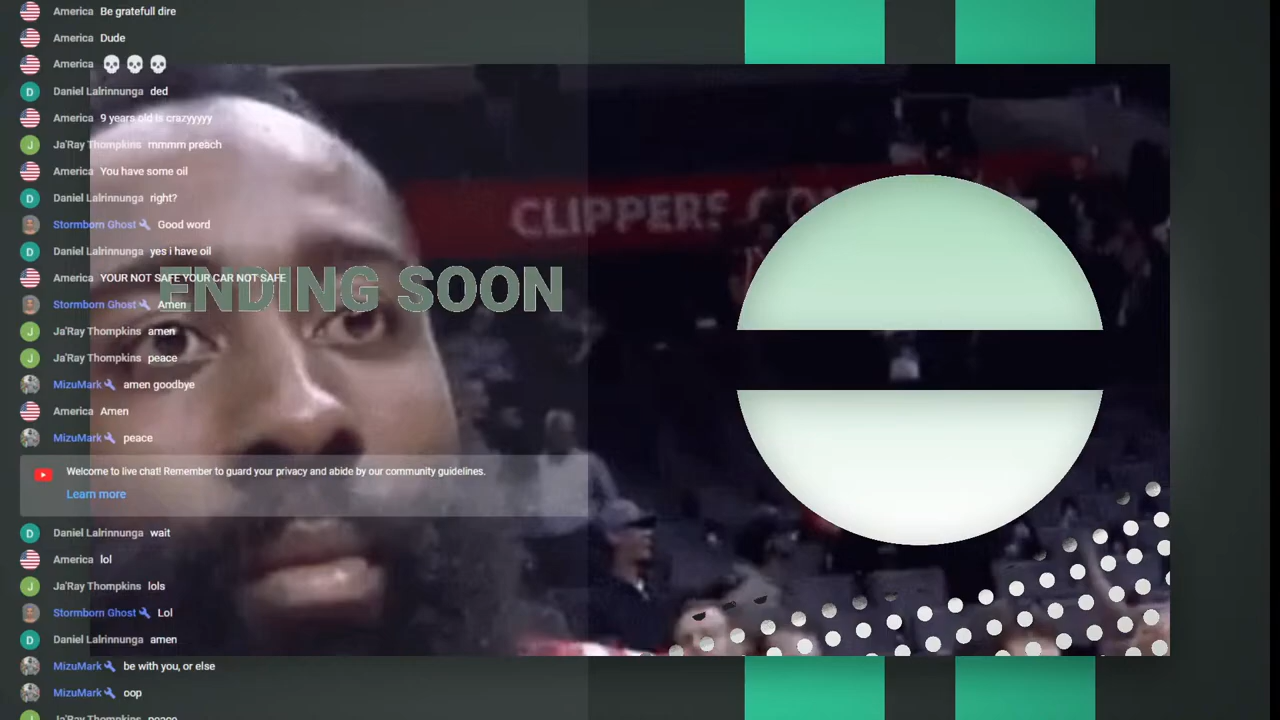 America Be gratefull dire
America Dude
America 💀 💀 💀
D Daniel Lalrinnunga ded
America 9 years old is crazyyyyy
J Ja'Ray Thompkins mmmm preach
America You have some oil
D Daniel Lalrinnunga right?
Stormborn Ghost Good word
D Daniel Lalrinnunga yes i have oil
America YOUR NOT SAFE YOUR CAR NOT SAFE
Stormborn Ghost Amen
J Ja'Ray Thompkins amen
J Ja'Ray Thompkins peace
MizuMark amen goodbye
America Amen
MizuMark peace
Welcome to live chat! Remember to guard your privacy and abide by our community guidelines.
Learn more
D Daniel Lalrinnunga wait
America lol
J Ja'Ray Thompkins lols
Stormborn Ghost Lol
D Daniel Lalrinnunga amen
MizuMark be with you, or else
MizuMark oop
Ja'Ray Thompkins peace
ENDING SOON
CLIPPERS